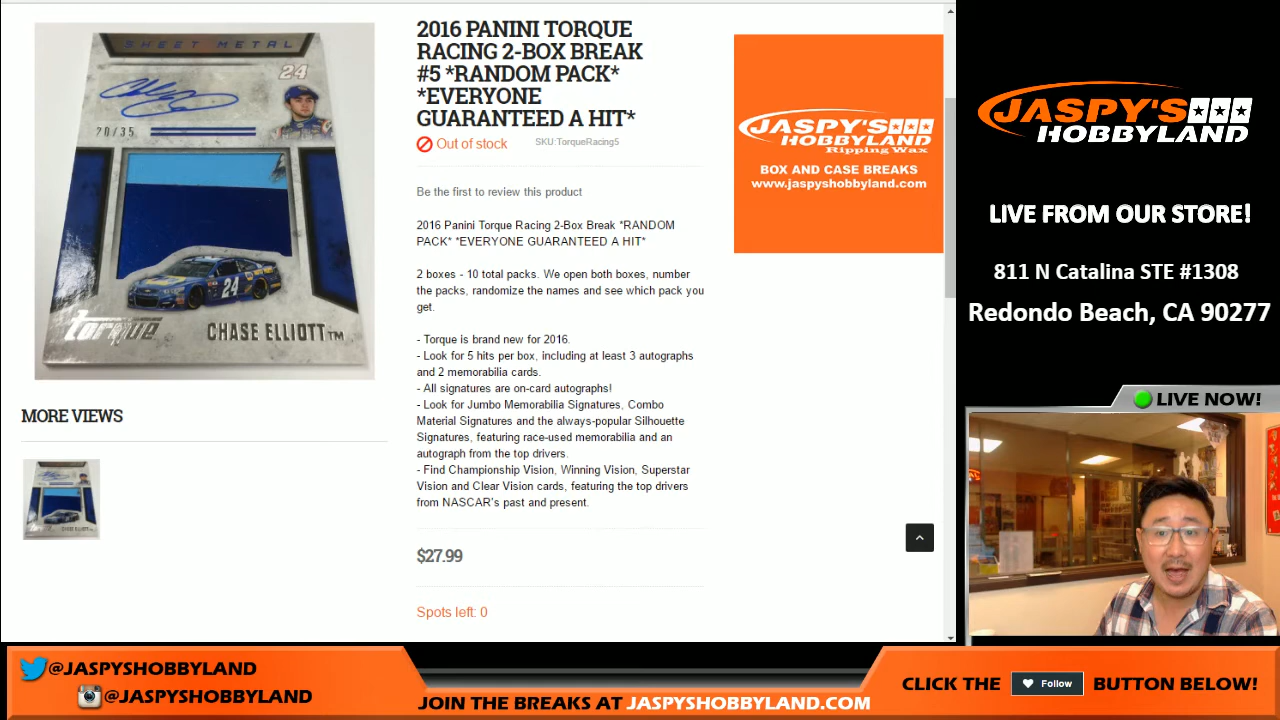 SHEET METAL
24
20/35
24
torque
CHASE ELLIOTT™
MORE VIEWS
2016 PANINI TORQUE
RACING 2-BOX BREAK
#5 *RANDOM PACK*
*EVERYONE
GUARANTEED A HIT*
Out of stock
SKU:TorqueRacing5
Be the first to review this product
2016 Panini Torque Racing 2-Box Break *RANDOM
PACK* *EVERYONE GUARANTEED A HIT*
2 boxes - 10 total packs. We open both boxes, number
the packs, randomize the names and see which pack you
get.
- Torque is brand new for 2016.
- Look for 5 hits per box, including at least 3 autographs
and 2 memorabilia cards.
- All signatures are on-card autographs!
- Look for Jumbo Memorabilia Signatures, Combo
Material Signatures and the always-popular Silhouette
Signatures, featuring race-used memorabilia and an
autograph from the top drivers.
- Find Championship Vision, Winning Vision, Superstar
Vision and Clear Vision cards, featuring the top drivers
from NASCAR's past and present.
$27.99
Spots left: 0
JASPY'S
HOBBYLAND
Ripping Wax
BOX AND CASE BREAKS
www.jaspyshobbyland.com
JASPY'S
HOBBYLAND
LIVE FROM OUR STORE!
811 N Catalina STE #1308
Redondo Beach, CA 90277
LIVE NOW!
@JASPYSHOBBYLAND
@JASPYSHOBBYLAND
JOIN THE BREAKS AT JASPYSHOBBYLAND.COM
CLICK THE Follow BUTTON BELOW!